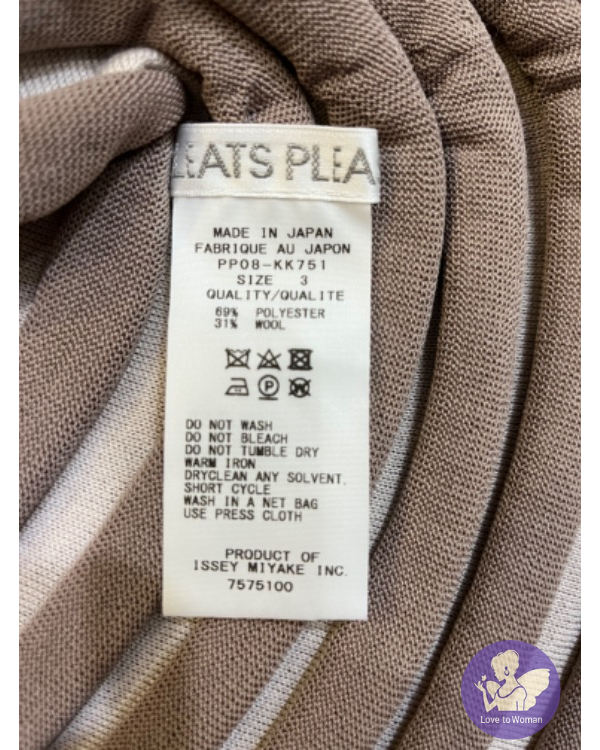 LEATS PLEA
MADE IN JAPAN
FABRIQUE AU JAPON
PP08-KK751
SIZE 3
QUALITY/QUALITE
69% POLYESTER
31% WOOL
P
W
DO NOT WASH
DO NOT BLEACH
DO NOT TUMBLE DRY
WARM IRON
DRYCLEAN ANY SOLVENT.
SHORT CYCLE
WASH IN A NET BAG
USE PRESS CLOTH
PRODUCT OF
ISSEY MIYAKE INC.
7575100
Love to Woman